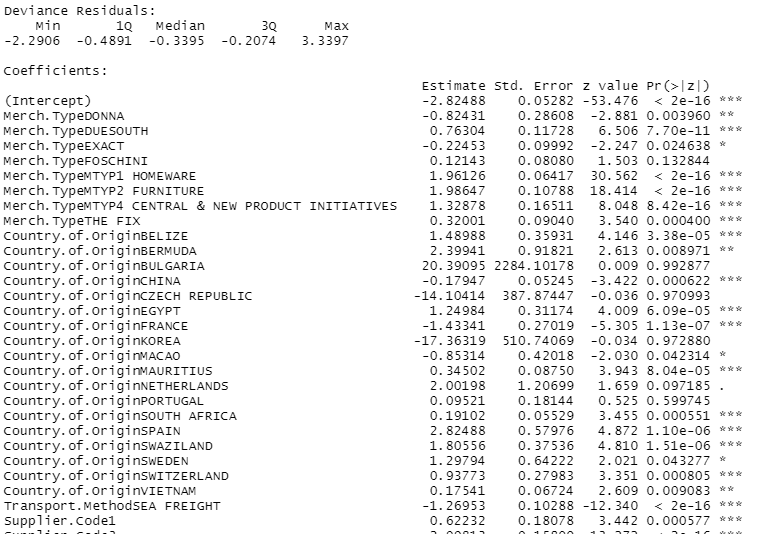 Deviance Residuals:
Min 1Q Median 3Q Max
-2.2906 -0.4891 -0.3395 -0.2074 3.3397
Coefficients:
Estimate Std. Error z value Pr(>|z|)
(Intercept) -2.82488 0.05282 -53.476 < 2e-16 ***
Merch.TypeDONNA -0.82431 0.28608 -2.881 0.003960 **
Merch.TypeDUESOUTH 0.76304 0.11728 6.506 7.70e-11 ***
Merch.TypeEXACT -0.22453 0.09992 -2.247 0.024638 *
Merch.TypeFOSCHINI 0.12143 0.08080 1.503 0.132844
Merch.TypeMTYP1 HOMEWARE 1.96126 0.06417 30.562 < 2e-16 ***
Merch.TypeMTYP2 FURNITURE 1.98647 0.10788 18.414 < 2e-16 ***
Merch.TypeMTYP4 CENTRAL & NEW PRODUCT INITIATIVES 1.32878 0.16511 8.048 8.42e-16 ***
Merch.TypeTHE FIX 0.32001 0.09040 3.540 0.000400 ***
Country.of.OriginBELIZE 1.48988 0.35931 4.146 3.38e-05 ***
Country.of.OriginBERMUDA 2.39941 0.91821 2.613 0.008971 **
Country.of.OriginBULGARIA 20.39095 2284.10178 0.009 0.992877
Country.of.OriginCHINA -0.17947 0.05245 -3.422 0.000622 ***
Country.of.OriginCZECH REPUBLIC -14.10414 387.87447 -0.036 0.970993
Country.of.OriginEGYPT 1.24984 0.31174 4.009 6.09e-05 ***
Country.of.OriginFRANCE -1.43341 0.27019 -5.305 1.13e-07 ***
Country.of.OriginKOREA -17.36319 510.74069 -0.034 0.972880
Country.of.OriginMACAO -0.85314 0.42018 -2.030 0.042314 *
Country.of.OriginMAURITIUS 0.34502 0.08750 3.943 8.04e-05 ***
Country.of.OriginNETHERLANDS 2.00198 1.20699 1.659 0.097185 .
Country.of.OriginPORTUGAL 0.09521 0.18144 0.525 0.599745
Country.of.OriginSOUTH AFRICA 0.19102 0.05529 3.455 0.000551 ***
Country.of.OriginSPAIN 2.82488 0.57976 4.872 1.10e-06 ***
Country.of.OriginSWAZILAND 1.80556 0.37536 4.810 1.51e-06 ***
Country.of.OriginSWEDEN 1.29794 0.64222 2.021 0.043277 *
Country.of.OriginSWITZERLAND 0.93773 0.27983 3.351 0.000805 ***
Country.of.OriginVIETNAM 0.17541 0.06724 2.609 0.009083 **
Transport.MethodSEA FREIGHT -1.26953 0.10288 -12.340 < 2e-16 ***
Supplier.Code1 0.62232 0.18078 3.442 0.000577 ***